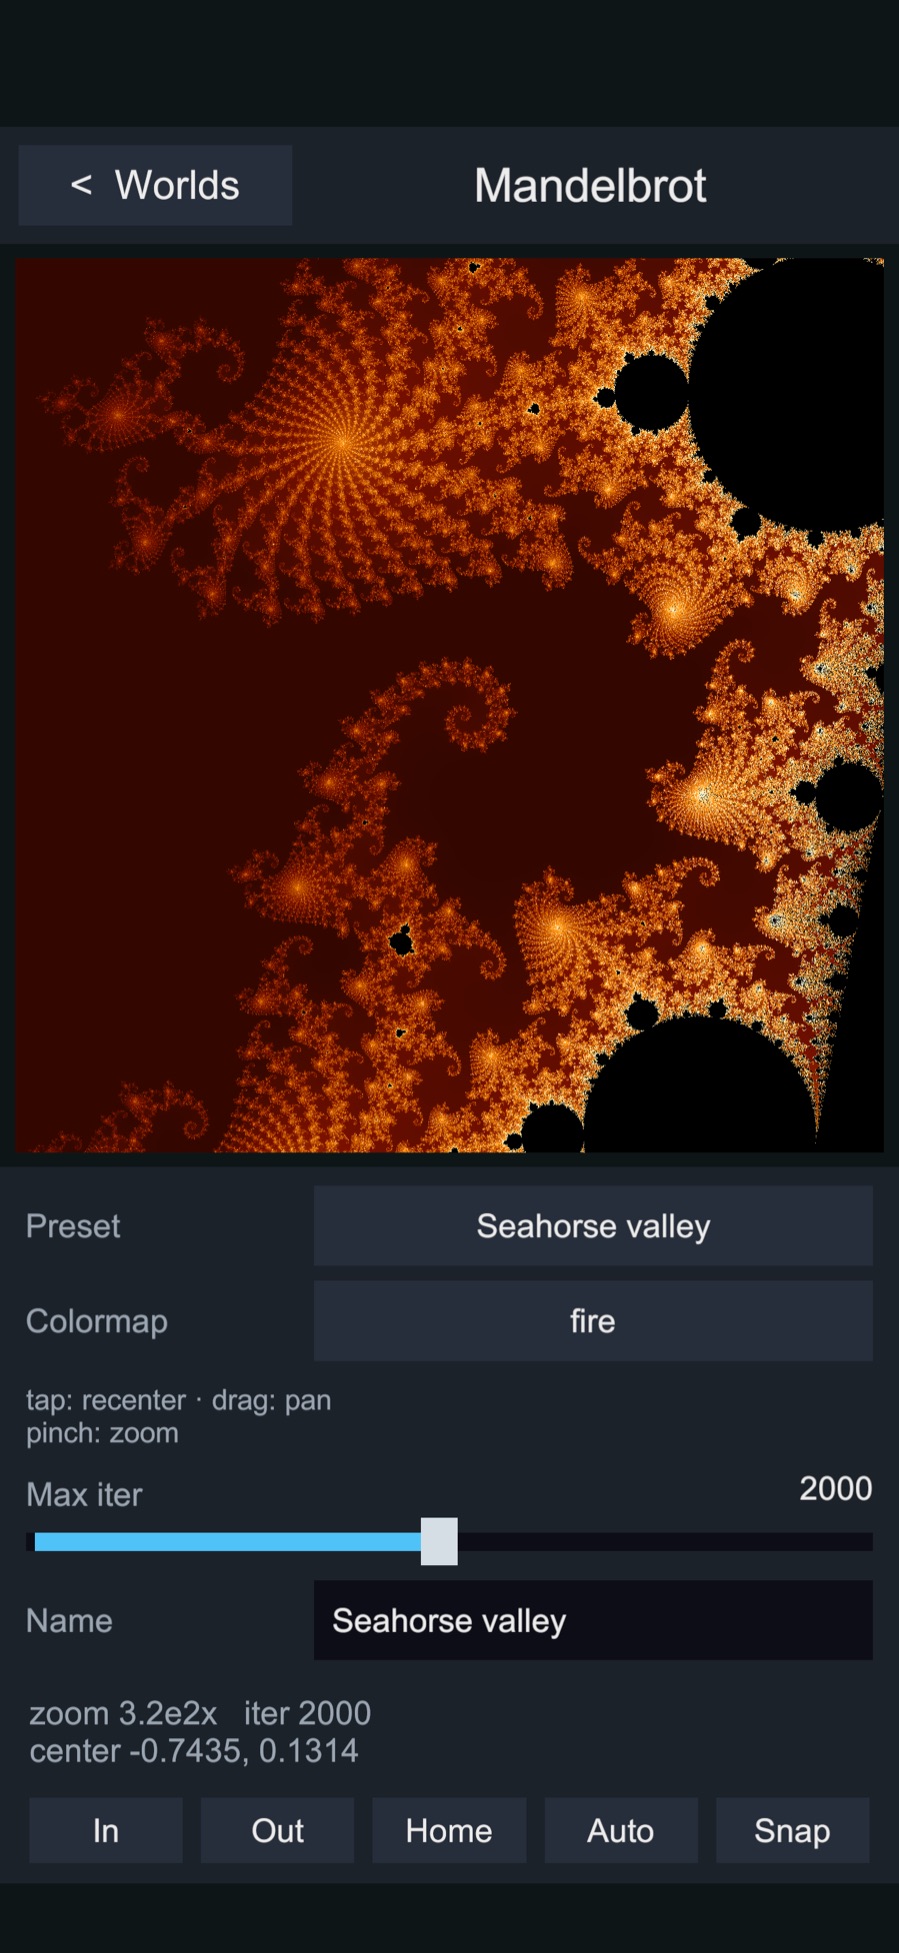 < Worlds
Mandelbrot
Preset
Seahorse valley
Colormap
fire
tap: recenter · drag: pan
pinch: zoom
Max iter
2000
Name
Seahorse valley
zoom 3.2e2x iter 2000
center -0.7435, 0.1314
In
Out
Home
Auto
Snap